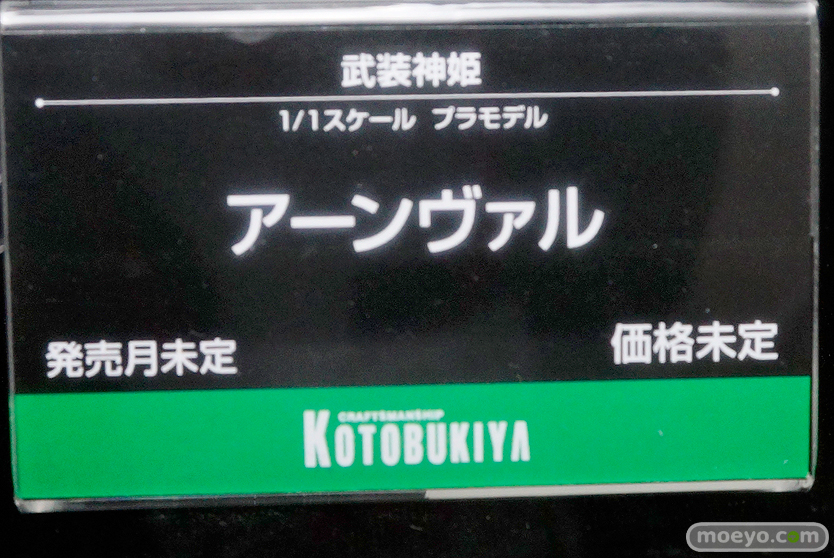 武装神姫
1/1スケール プラモデル
アーンヴァル
発売月未定 価格未定
CRAFTSMANSHIP
KOTOBUKIYA
moeyo.com